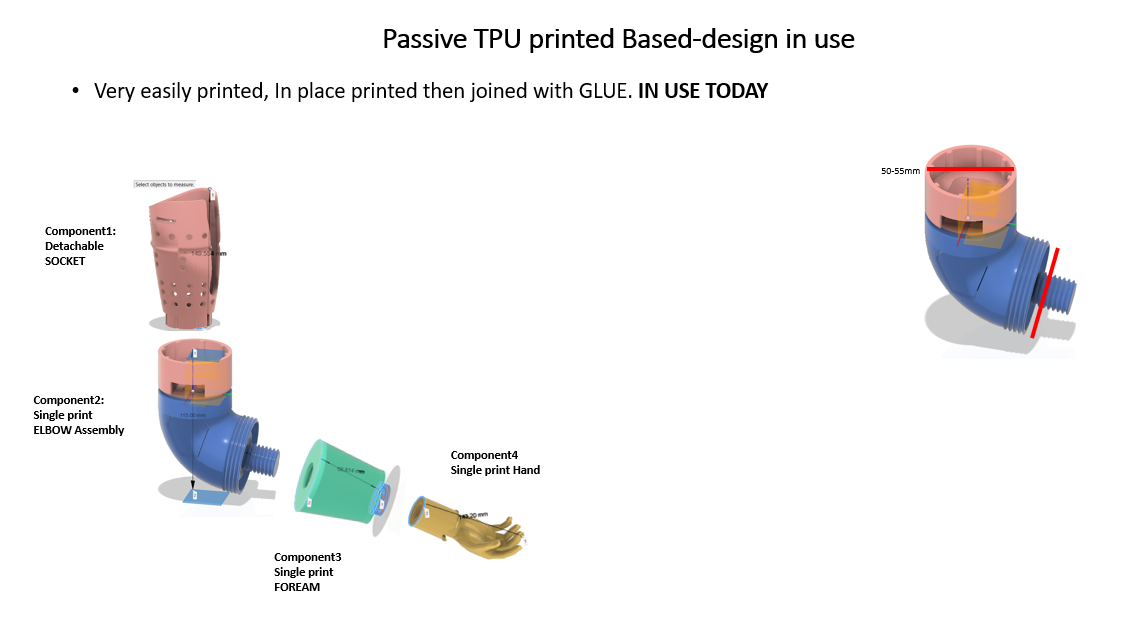 Passive TPU printed Based-design in use
• Very easily printed, In place printed then joined with GLUE. IN USE TODAY
50-55mm
Select objects to measure.
Component1:
Detachable
SOCKET
mm
Component2:
Single print
ELBOW Assembly
Component4
Single print Hand
mm
Component3
Single print
FOREAM